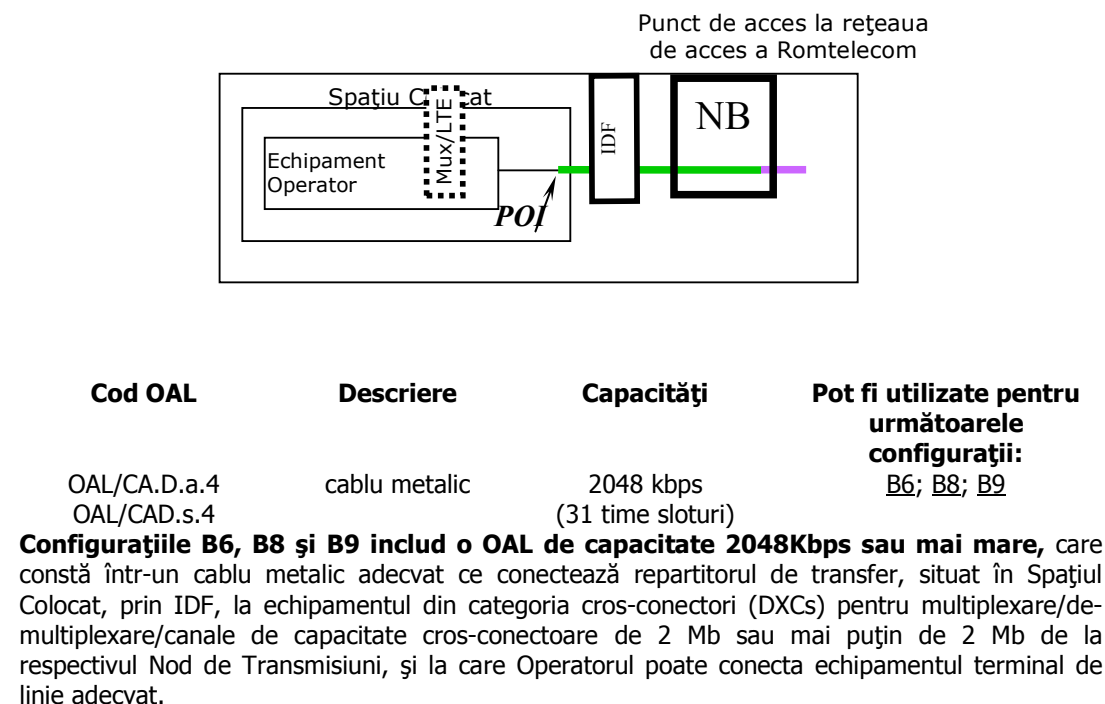 Punct de acces la reţeaua
de acces a Romtelecom
Spaţiu C cat
Mux/LTE
IDF
NB
Echipament
Operator
POI
Cod OAL Descriere Capacităţi Pot fi utilizate pentru
următoarele
configuraţii:
OAL/CA.D.a.4 cablu metalic 2048 kbps B6; B8; B9
OAL/CAD.s.4 (31 time sloturi)
Configuraţiile B6, B8 şi B9 includ o OAL de capacitate 2048Kbps sau mai mare, care
constă într-un cablu metalic adecvat ce conectează repartitorul de transfer, situat în Spaţiul
Colocat, prin IDF, la echipamentul din categoria cros-conectori (DXCs) pentru multiplexare/de-
multiplexare/canale de capacitate cros-conectoare de 2 Mb sau mai puţin de 2 Mb de la
respectivul Nod de Transmisiuni, şi la care Operatorul poate conecta echipamentul terminal de
linie adecvat.